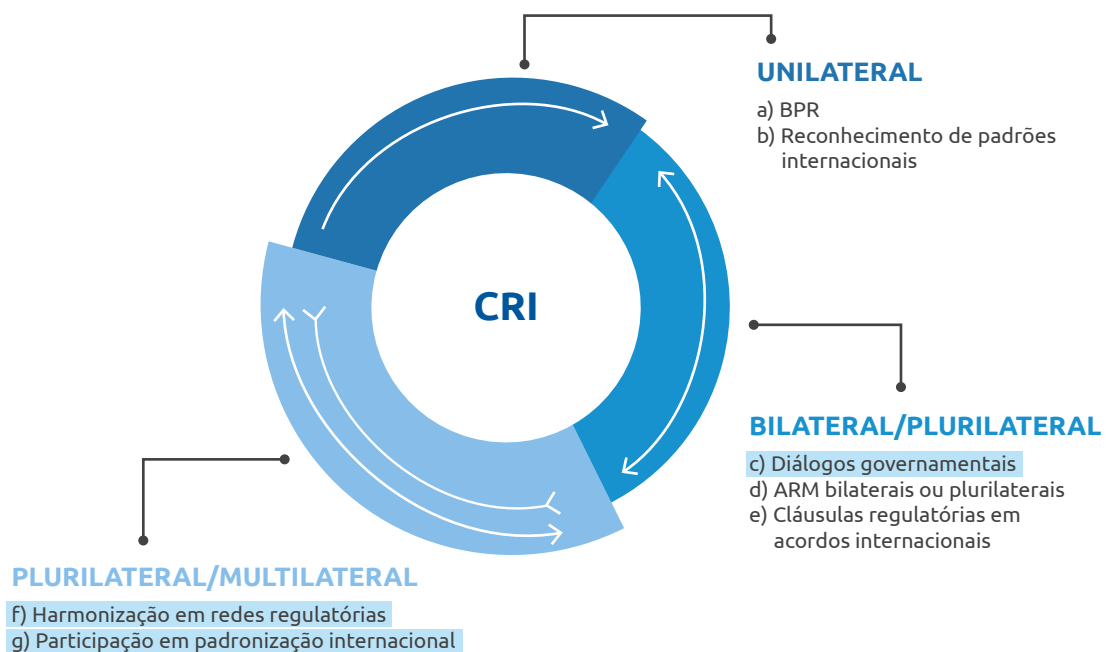 UNILATERAL
a) BPR
b) Reconhecimento de padrões
internacionais
CRI
BILATERAL/PLURILATERAL
c) Diálogos governamentais
d) ARM bilaterais ou plurilaterais
e) Cláusulas regulatórias em
acordos internacionais
PLURILATERAL/MULTILATERAL
f) Harmonização em redes regulatórias
g) Participação em padronização internacional